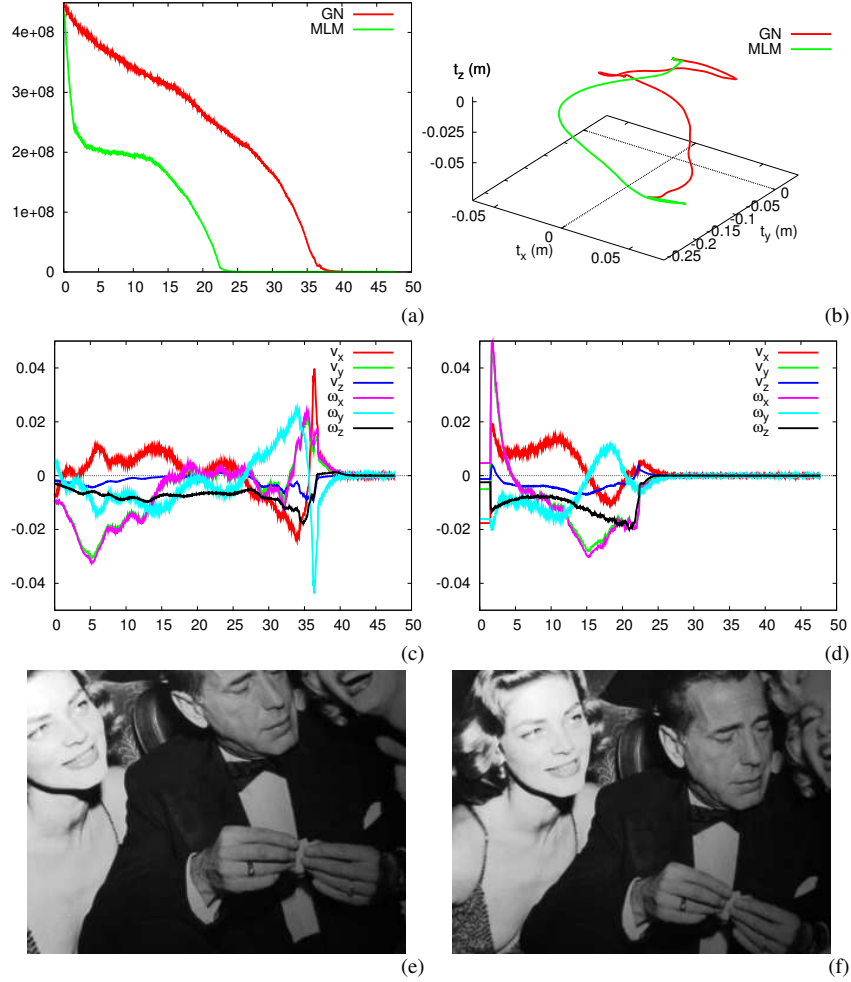 4e+08
3e+08
2e+08
1e+08
0
0 5 10 15 20 25 30 35 40 45 50
GN
MLM
(a)
GN
MLM
t_z (m)
0
-0.025
-0.05
-0.075
-0.05
0
0.05
t_x (m)
-0.25
-0.2
-0.15
-0.1
-0.05
0
t_y (m)
(b)
0.04
0.02
0
-0.02
-0.04
0 5 10 15 20 25 30 35 40 45 50
v_x
v_y
v_z
ω_x
ω_y
ω_z
(c)
0.04
0.02
0
-0.02
-0.04
0 5 10 15 20 25 30 35 40 45 50
v_x
v_y
v_z
ω_x
ω_y
ω_z
(d)
(e)
(f)